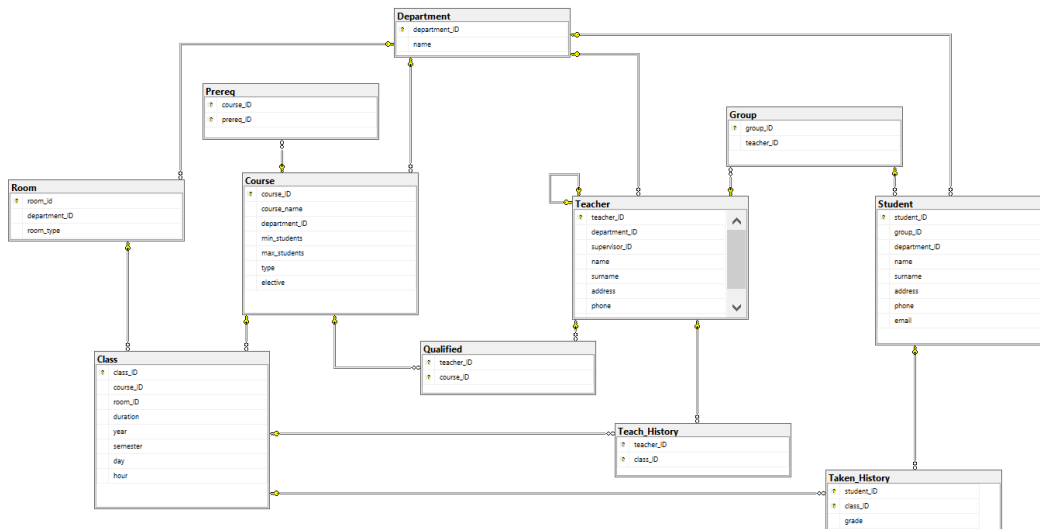 Department
department_ID
name
Prereq
course_ID
prereq_ID
Group
group_ID
teacher_ID
Room
room_id
department_ID
room_type
Course
course_ID
course_name
department_ID
min_students
max_students
type
elective
Teacher
teacher_ID
department_ID
supervisor_ID
name
surname
address
phone
Student
student_ID
group_ID
department_ID
name
surname
address
phone
email
Class
class_ID
course_ID
room_ID
duration
year
semester
day
hour
Qualified
teacher_ID
course_ID
Teach_History
teacher_ID
class_ID
Taken_History
student_ID
class_ID
grade